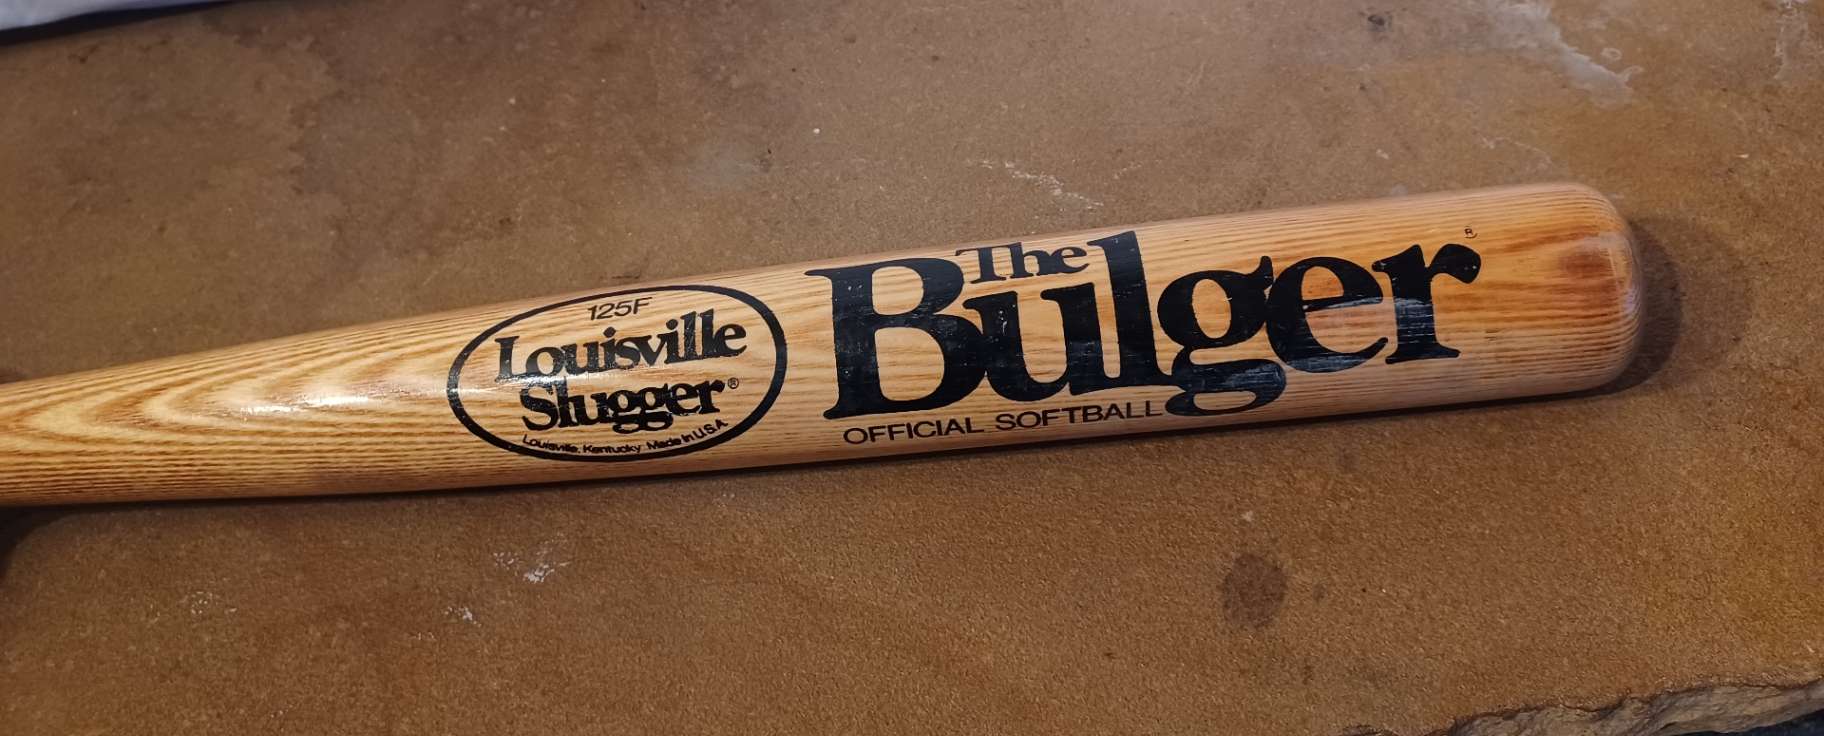 125F
Louisville
Slugger®
Louisville, Kentucky Made in U.S.A.
The
Bulger®
OFFICIAL SOFTBALL